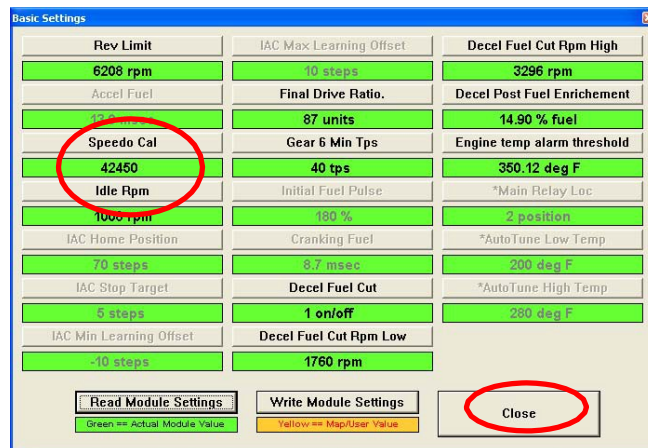 Basic Settings
Rev Limit
6208 rpm
Accel Fuel
Speedo Cal
42450
Idle Rpm
1000 rpm
IAC Home Position
70 steps
IAC Stop Target
5 steps
IAC Min Learning Offset
-10 steps
IAC Max Learning Offset
10 steps
Final Drive Ratio.
87 units
Gear 6 Min Tps
40 tps
Initial Fuel Pulse
180 %
Cranking Fuel
8.7 msec
Decel Fuel Cut
1 on/off
Decel Fuel Cut Rpm Low
1760 rpm
Decel Fuel Cut Rpm High
3296 rpm
Decel Post Fuel Enrichement
14.90 % fuel
Engine temp alarm threshold
350.12 deg F
*Main Relay Loc
2 position
*AutoTune Low Temp
200 deg F
*AutoTune High Temp
280 deg F
Read Module Settings
Green == Actual Module Value
Write Module Settings
Yellow == Map/User Value
Close